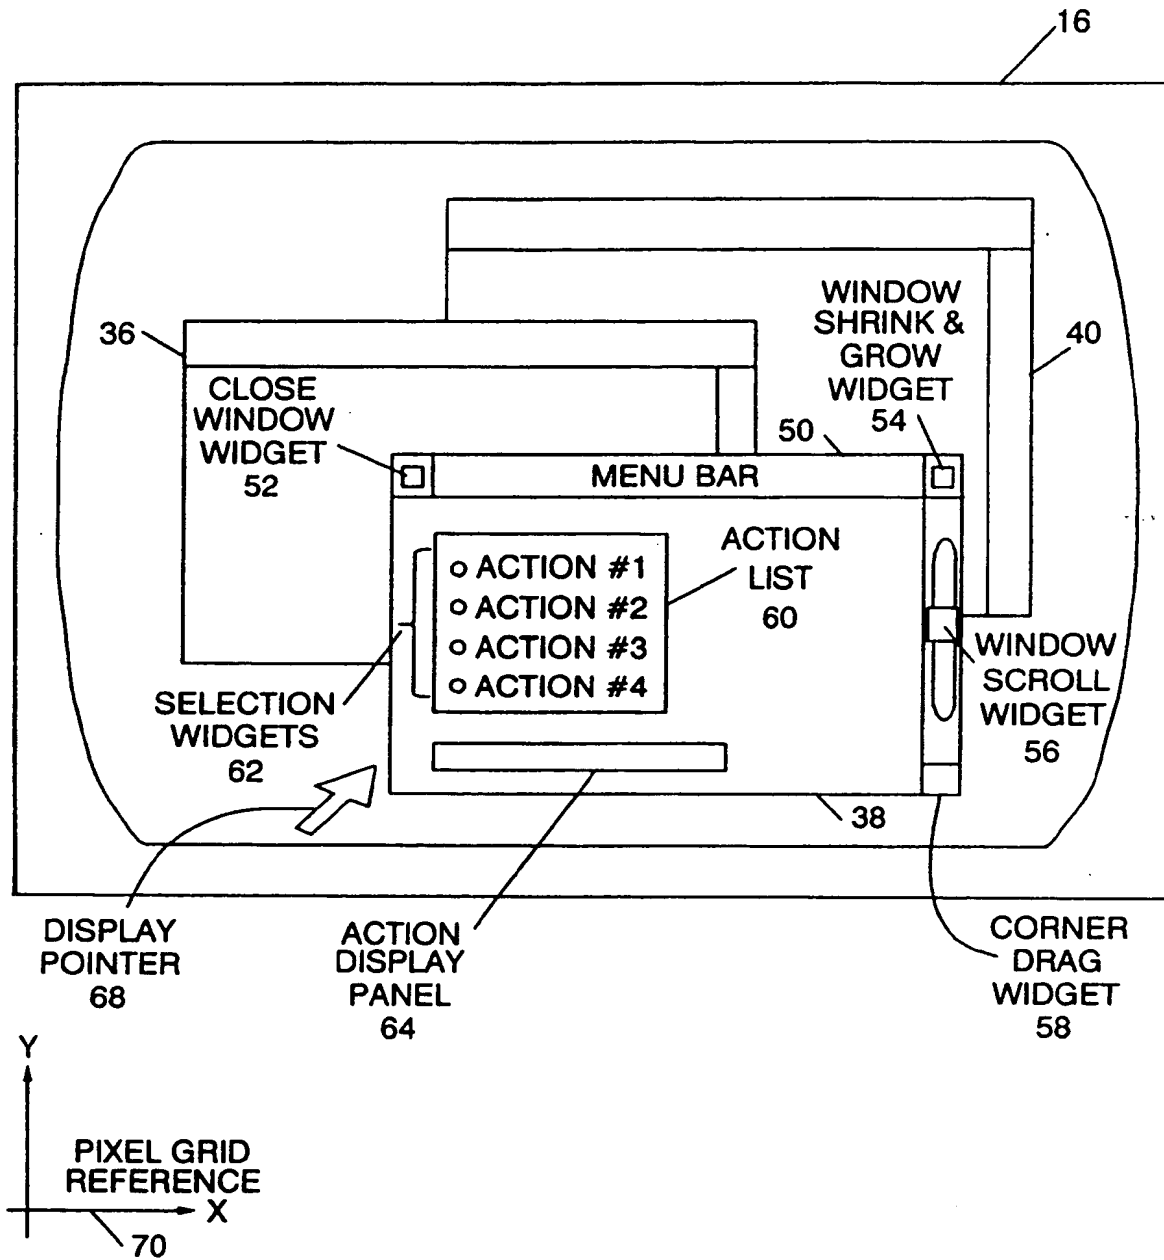 16
WINDOW
SHRINK &
GROW
WIDGET
54
36
40
CLOSE
WINDOW
WIDGET
52
50
MENU BAR
ACTION #1
ACTION #2
ACTION #3
ACTION #4
ACTION
LIST
60
WINDOW
SCROLL
WIDGET
56
SELECTION
WIDGETS
62
38
DISPLAY
POINTER
68
ACTION
DISPLAY
PANEL
64
CORNER
DRAG
WIDGET
58
Y
PIXEL GRID
REFERENCE
X
70